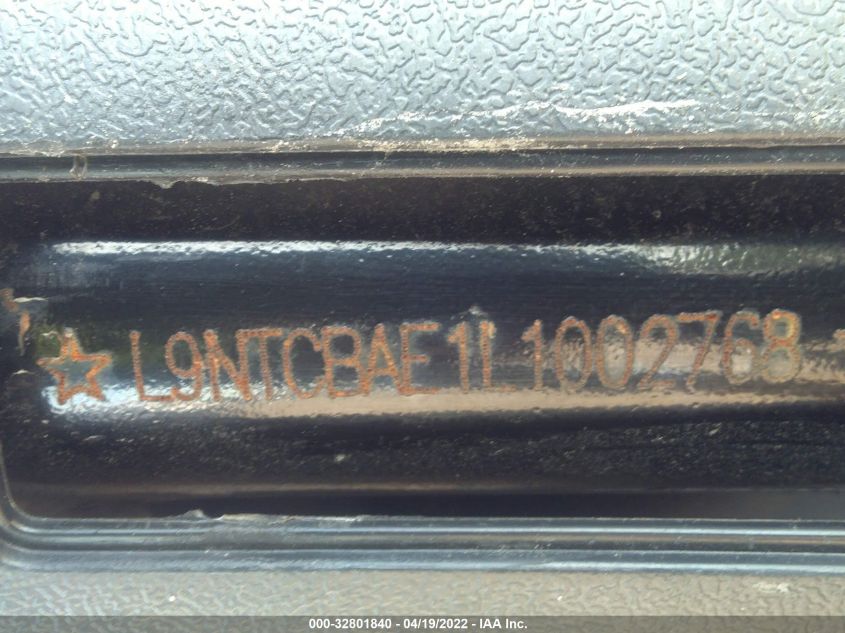 ☆L9NTCBAE1L1002768
000-32801840 - 04/19/2022 - IAA Inc.